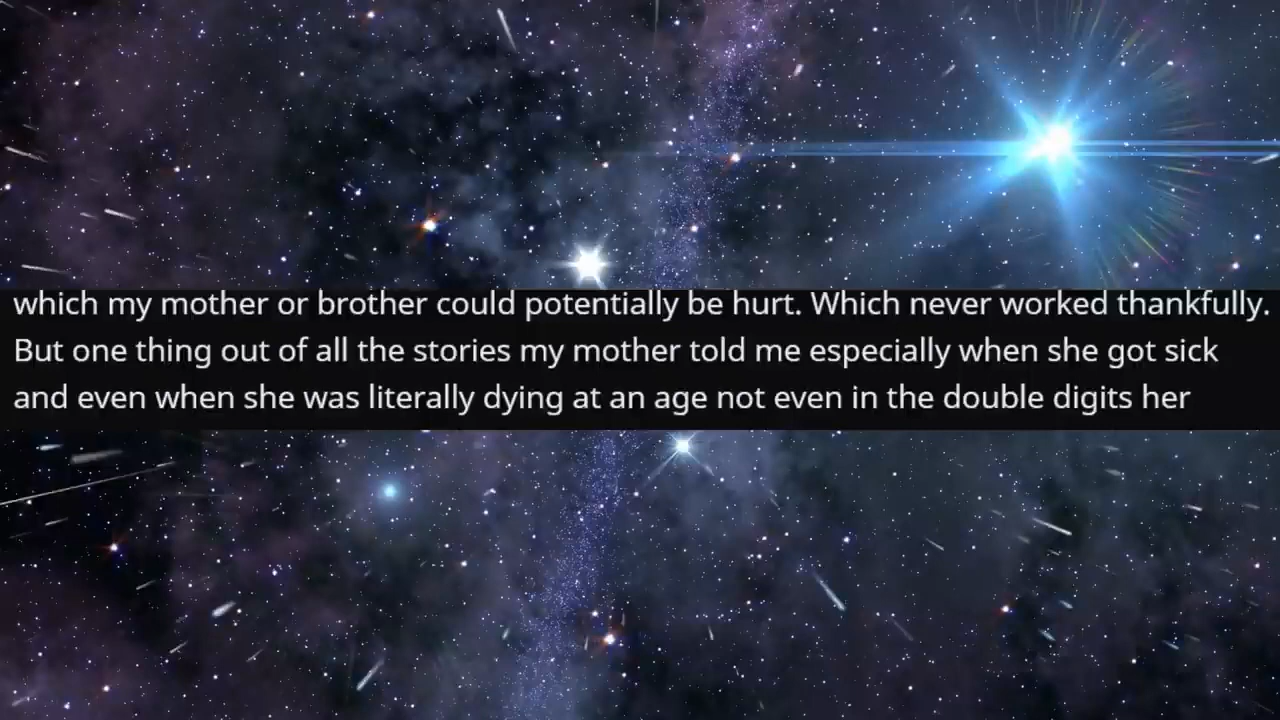 which my mother or brother could potentially be hurt. Which never worked thankfully.
But one thing out of all the stories my mother told me especially when she got sick
and even when she was literally dying at an age not even in the double digits her